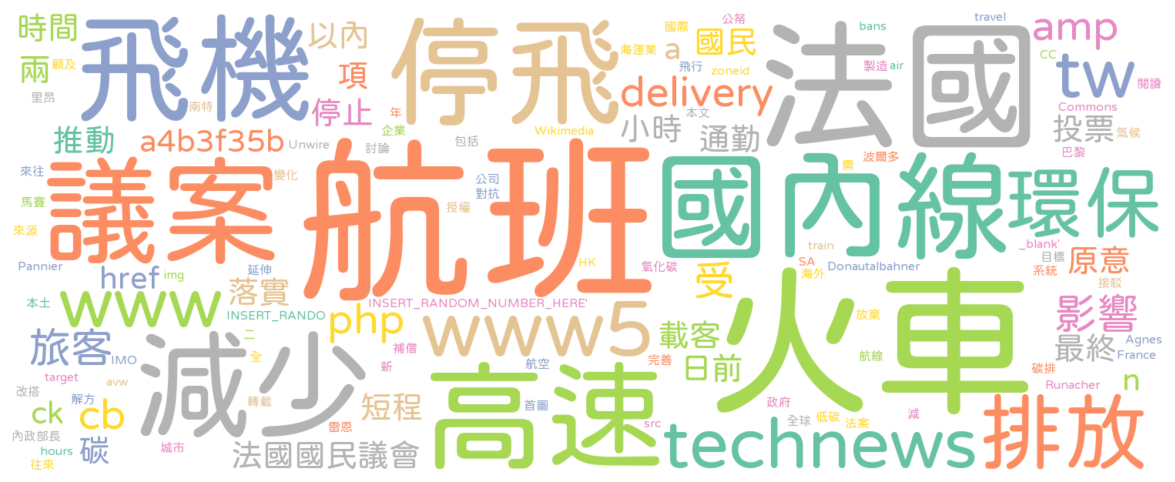 時間
飛機
以內
停飛
國際
公帑
海運業
a
國民
bans
法國
travel
amp
CC
兩
顧及
里昂
南特
項
停止
飛行
zoneid
製造
air
tw
閱讀
delivery
本文
Commons
推動
a4b3f35b
Unwire
年
企業
討論
包括
Wikimedia
小時
通勤
投票
氣候
巴黎
來往
議案
變化
航班
公司
對抗
授權
國內線
票
波爾多
環保
馬賽
來源
Pannier
href
img
延伸
HK
氧化碳
受
train
SA
海外
Donautalbahner
_blank'
目標
系統
原意
接駁
本土
www
落實
INSERT_RANDOM_NUMBER_HERE'
INSERT_RANDO
php
www5
載客
火車
放棄
影響
旅客
IMO
二
全
減少
補償
新
航空
完善
日前
航線
最終
Agnes
France
碳排
Runacher
n
target
avw
改搭
解方
轉載
雷恩
短程
高速
首圖
src
政府
全球
低碳
法案
減
ck
cb
內政部長
hours
往來
碳
城市
法國國民議會
technews
排放